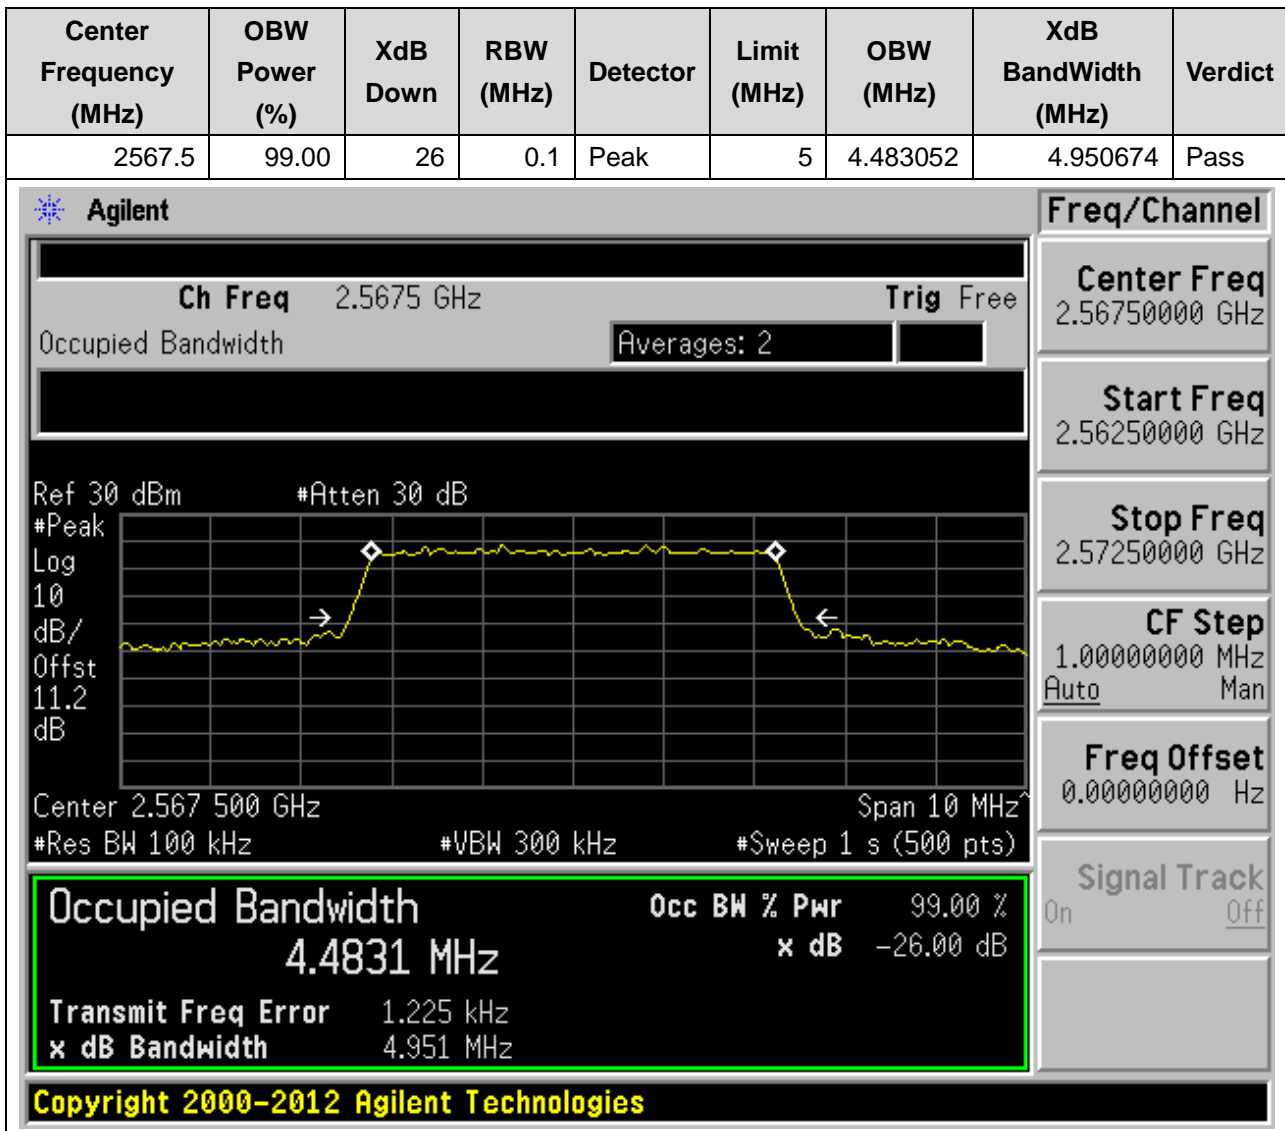 Center Frequency (MHz) OBW Power (%) XdB Down RBW (MHz) Detector Limit (MHz) OBW (MHz) XdB BandWidth (MHz) Verdict
2567.5 99.00 26 0.1 Peak 5 4.483052 4.950674 Pass
Agilent
Ch Freq 2.5675 GHz Trig Free
Occupied Bandwidth Averages: 2
Ref 30 dBm #Atten 30 dB
#Peak
Log
10
dB/
Offst
11.2
dB
Center 2.567 500 GHz Span 10 MHz^
#Res BW 100 kHz #VBW 300 kHz #Sweep 1 s (500 pts)
Occupied Bandwidth Occ BW % Pwr 99.00 %
4.4831 MHz x dB -26.00 dB
Transmit Freq Error 1.225 kHz
x dB Bandwidth 4.951 MHz
Copyright 2000-2012 Agilent Technologies
Freq/Channel
Center Freq
2.56750000 GHz
Start Freq
2.56250000 GHz
Stop Freq
2.57250000 GHz
CF Step
1.00000000 MHz
Auto Man
Freq Offset
0.00000000 Hz
Signal Track
On Off